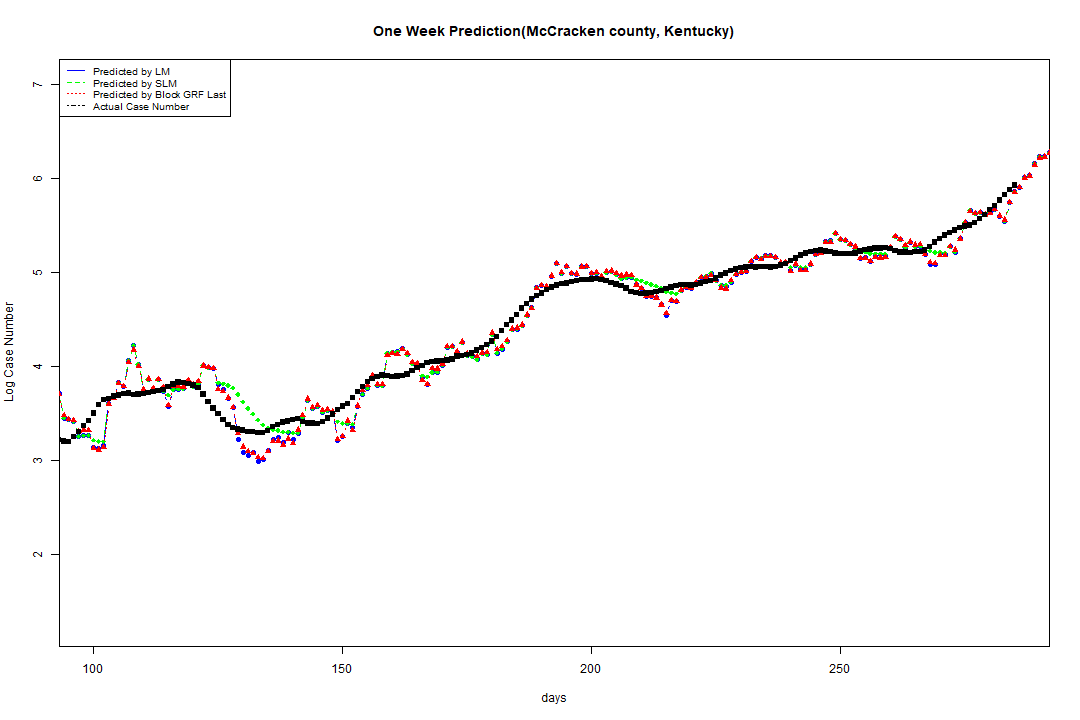 One Week Prediction(McCracken county, Kentucky)
Predicted by LM
Predicted by SLM
Predicted by Block GRF Last
Actual Case Number
7
6
5
4
3
2
Log Case Number
100 150 200 250
days